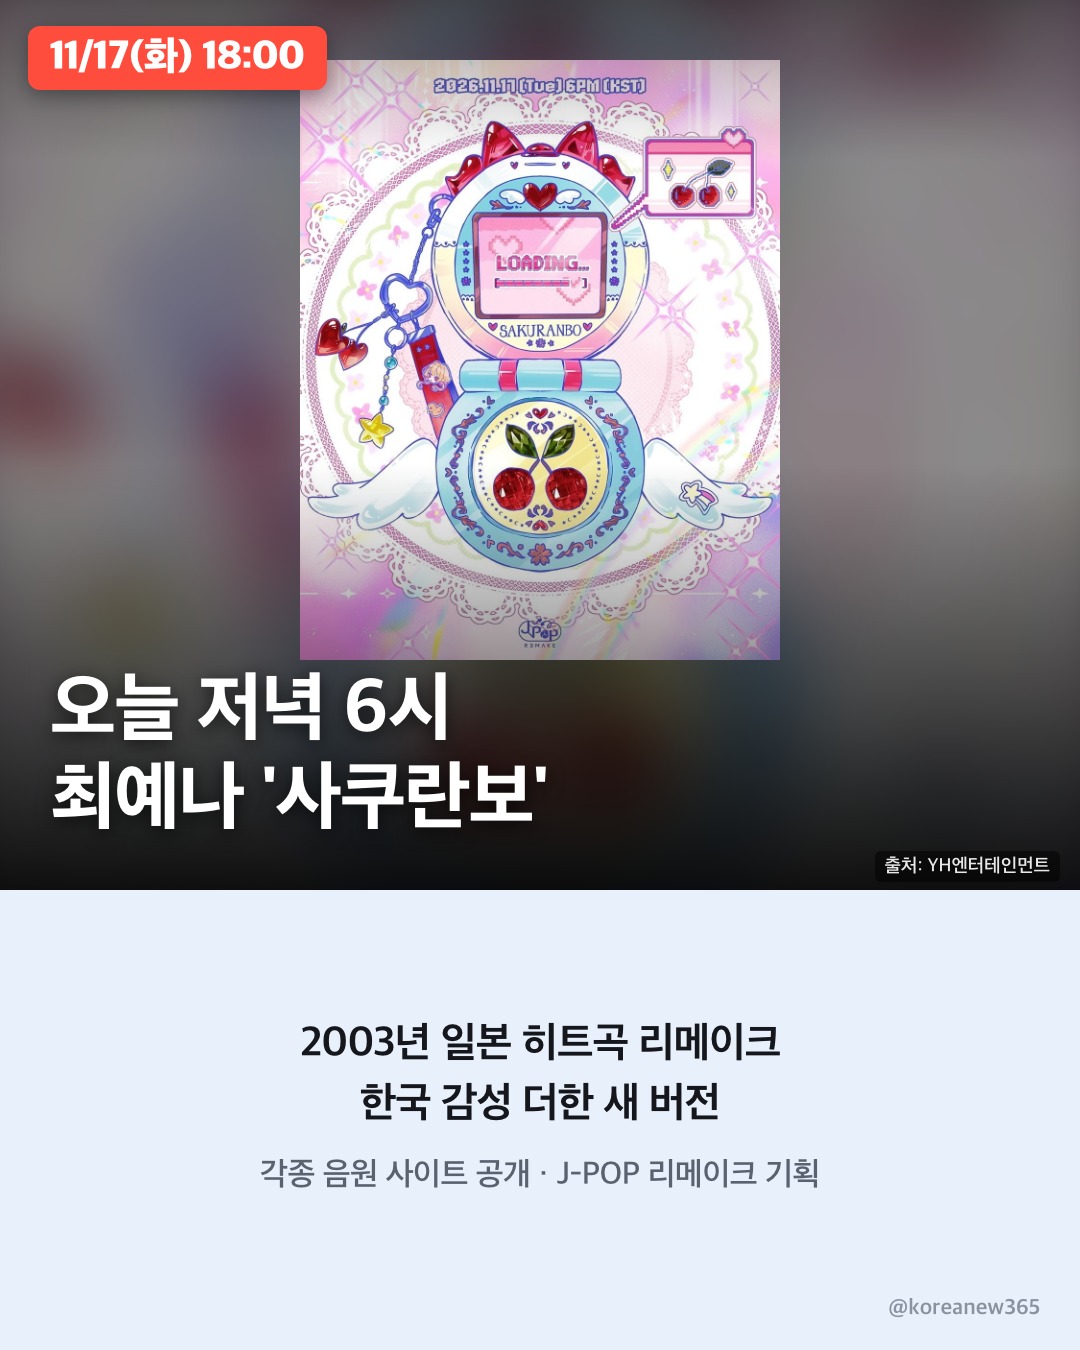 11/17(화) 18:00
2026.11.17 (Tue) 6PM (KST)
LOADING...
SAKURANBO
J-Pop
REMAKE
오늘 저녁 6시
최예나 '사쿠란보'
출처: YH엔터테인먼트
2003년 일본 히트곡 리메이크
한국 감성 더한 새 버전
각종 음원 사이트 공개 · J-POP 리메이크 기획
@koreanew365